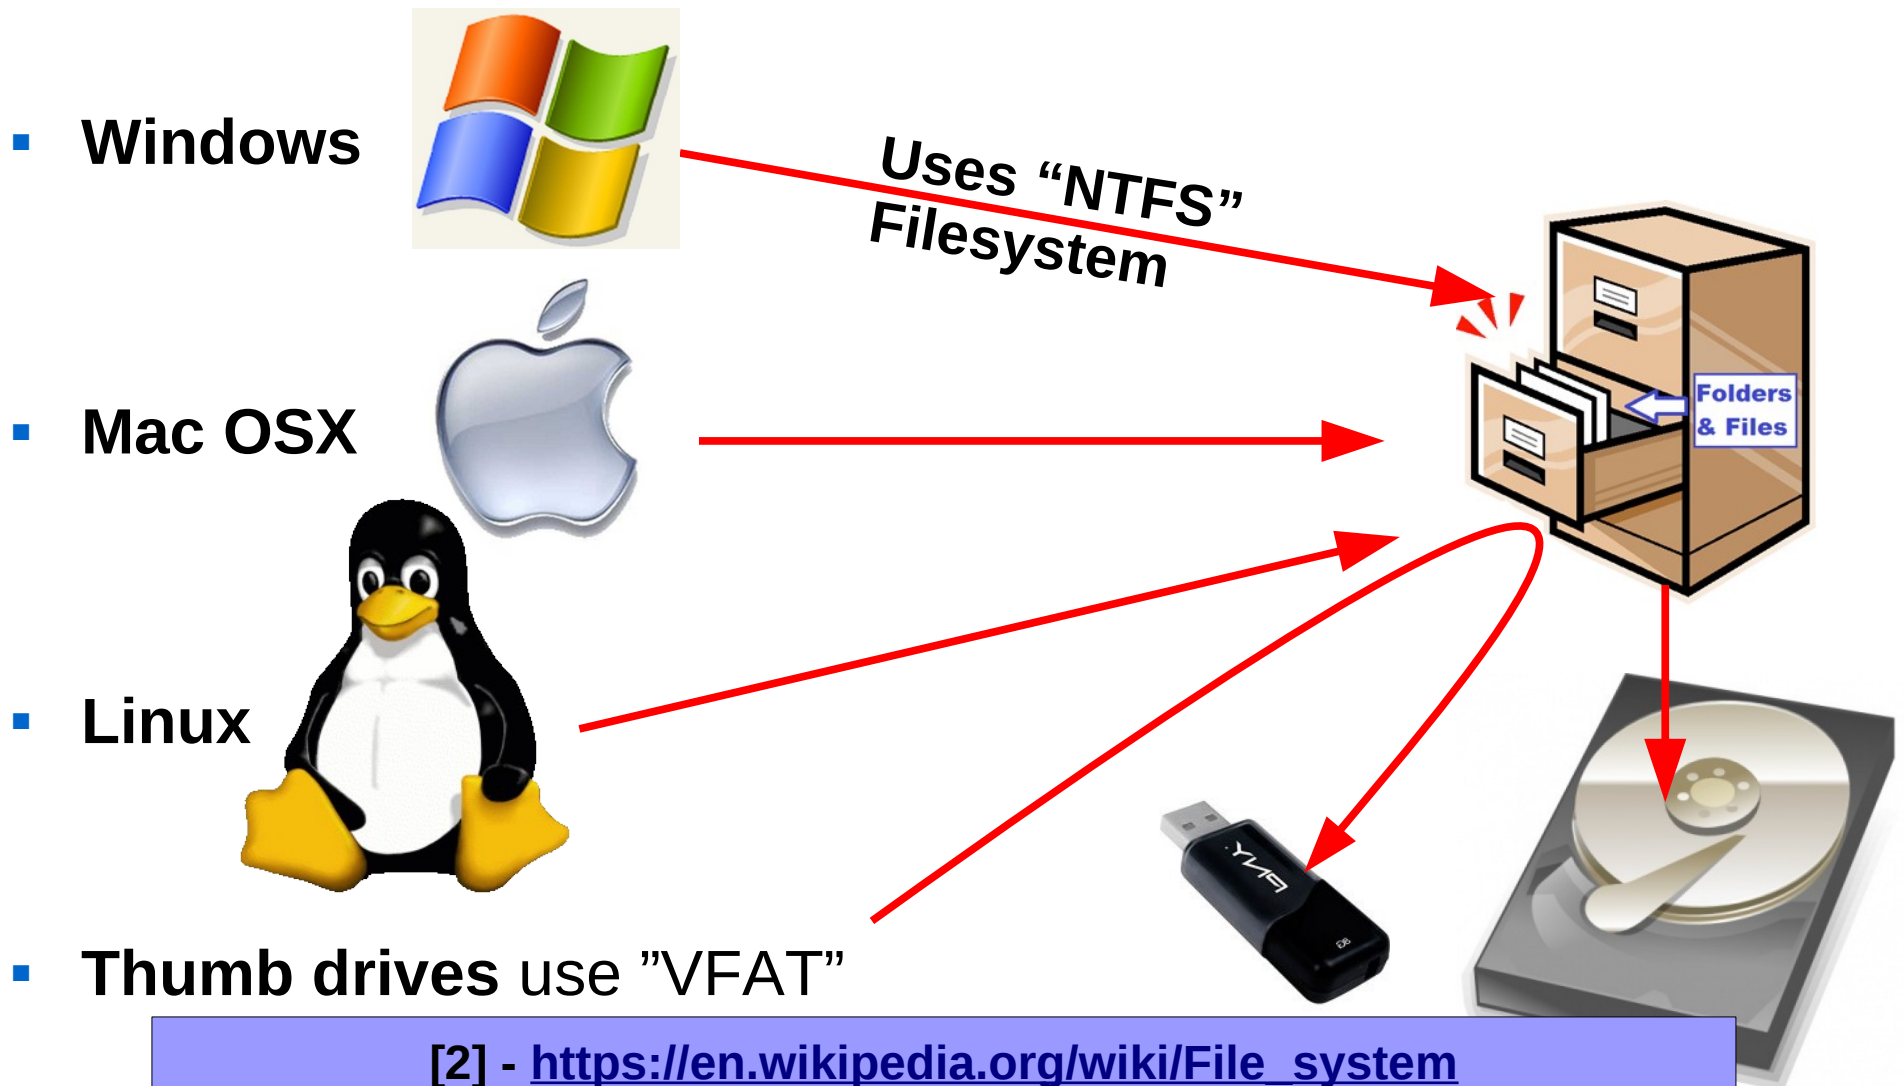 Windows
Uses “NTFS”
Filesystem
Folders
& Files
Mac OSX
Linux
PNY
Thumb drives use ”VFAT”
[2] - https://en.wikipedia.org/wiki/File_system